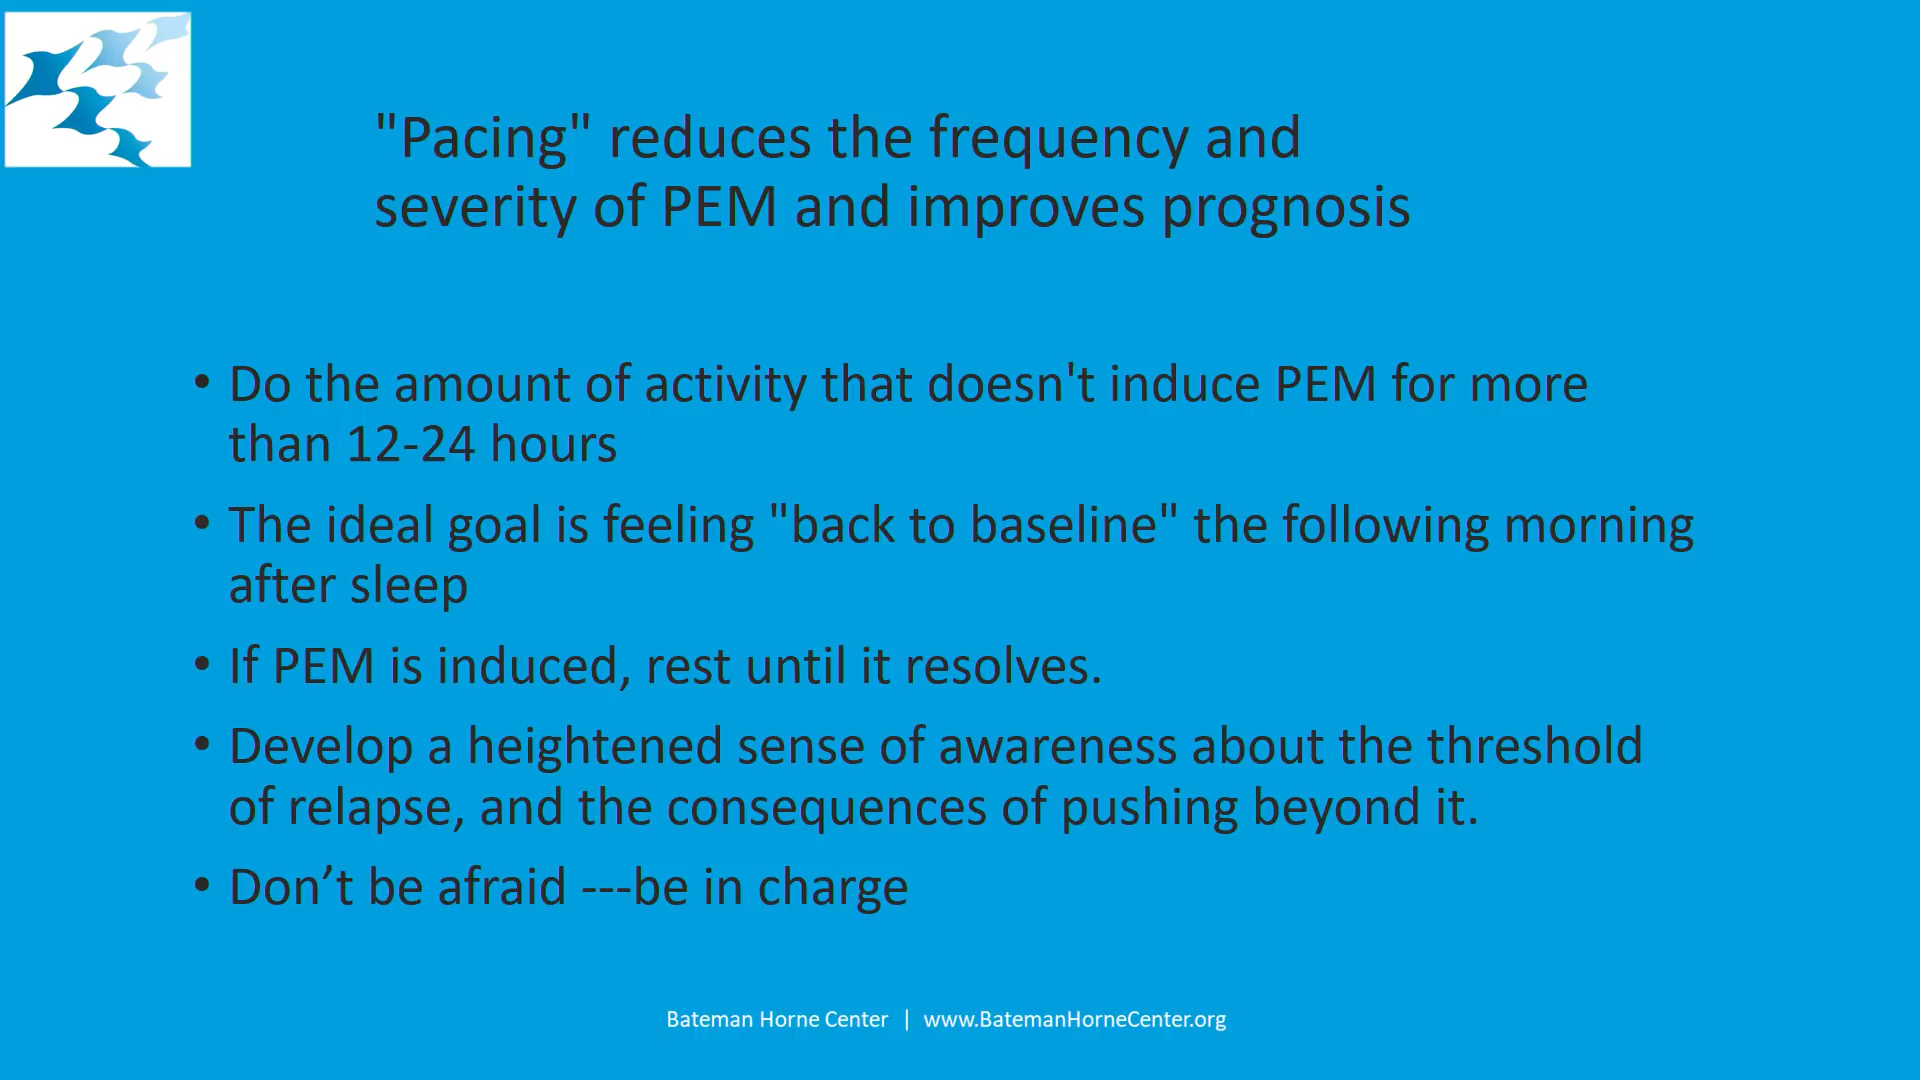 "Pacing" reduces the frequency and
severity of PEM and improves prognosis
• Do the amount of activity that doesn't induce PEM for more
than 12-24 hours
• The ideal goal is feeling "back to baseline" the following morning
after sleep
• If PEM is induced, rest until it resolves.
• Develop a heightened sense of awareness about the threshold
of relapse, and the consequences of pushing beyond it.
• Don’t be afraid ---be in charge
Bateman Horne Center | www.BatemanHorneCenter.org